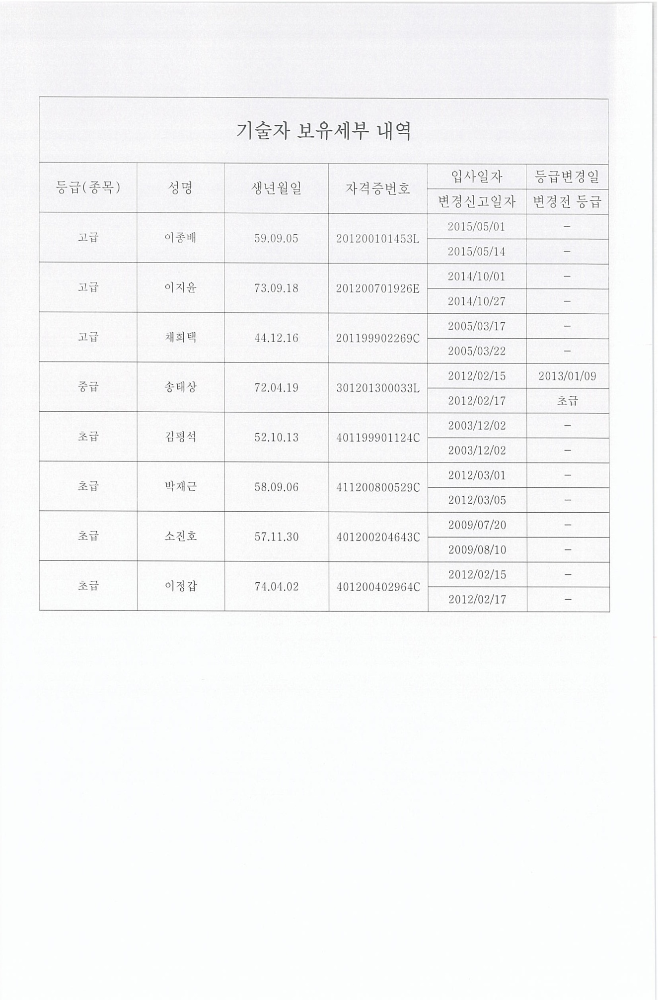 기술자 보유세부 내역
등급(종목) 성명 생년월일 자격증번호 입사일자 등급변경일
변경신고일자 변경전 등급
고급 이종배 59.09.05 201200101453L 2015/05/01 -
2015/05/14 -
고급 이지윤 73.09.18 201200701926E 2014/10/01 -
2014/10/27 -
고급 채희택 44.12.16 201199902269C 2005/03/17 -
2005/03/22 -
중급 송태상 72.04.19 301201300033L 2012/02/15 2013/01/09
2012/02/17 초급
초급 김평석 52.10.13 401199901124C 2003/12/02 -
2003/12/02 -
초급 박재근 58.09.06 411200800529C 2012/03/01 -
2012/03/05 -
초급 소진호 57.11.30 401200204643C 2009/07/20 -
2009/08/10 -
초급 이정갑 74.04.02 401200402964C 2012/02/15 -
2012/02/17 -